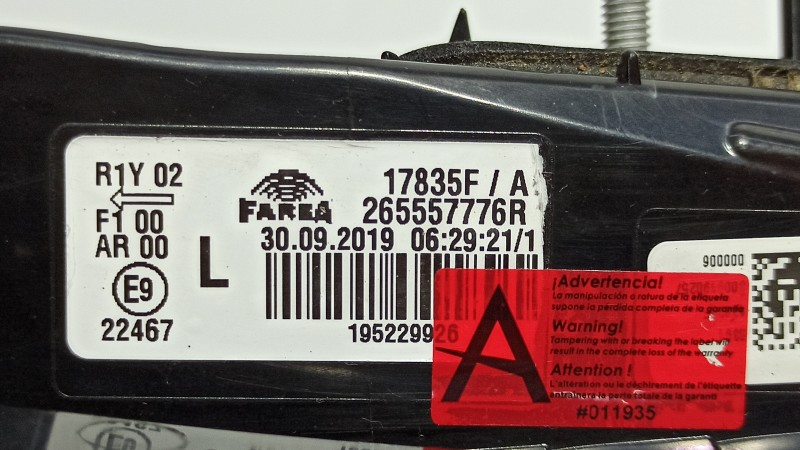 R1Y 02
F1 00
AR 00
E9
22467
L
FAREA
17835F / A
265557776R
30.09.2019 06:29:21/1
195229926
A
¡Advertencia!
La manipulación o rotura de la etiqueta
supone la perdida completa de la garantía
Warning!
Tampering with or breaking the label will
result in the complete loss of the warranty
Attention !
L'altération ou le déchirement de l'étiquette
entraînera la perte totale de la garanti
#011935
900000